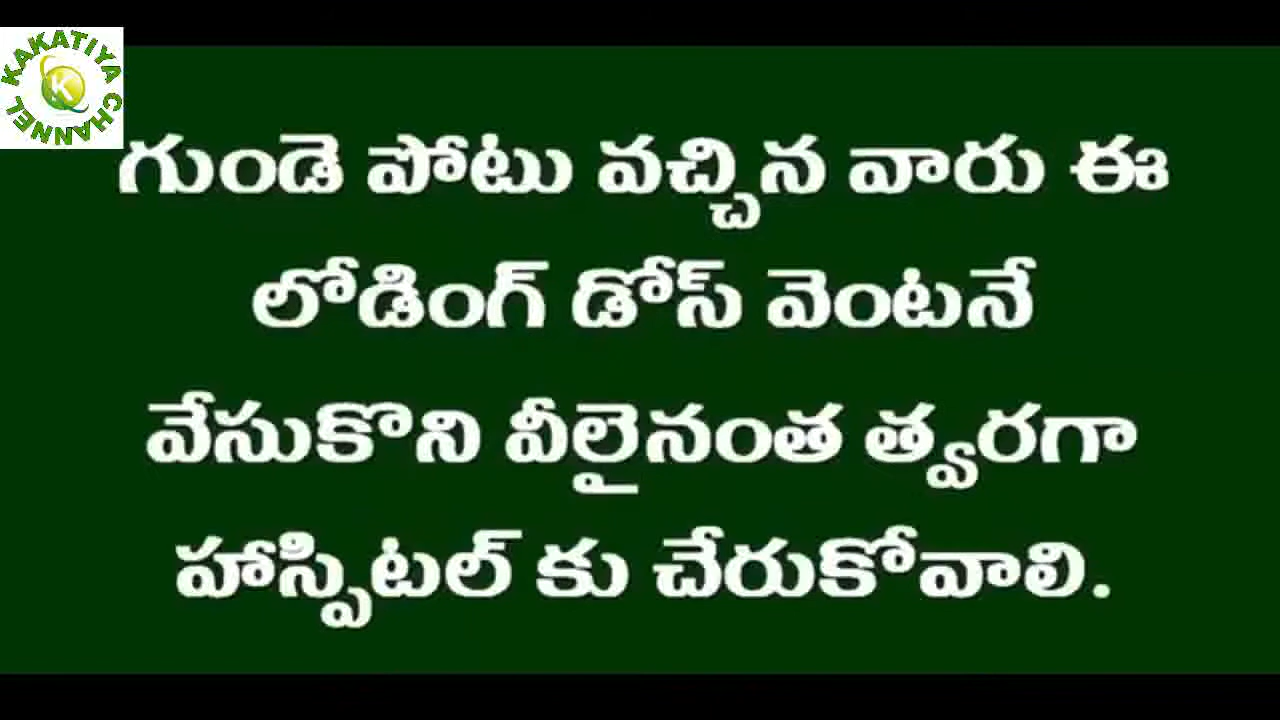 KAKATIYA CHANNEL
K
గుండె పోటు వచ్చిన వారు ఈ
లోడింగ్ డోస్ వెంటనే
వేసుకొని వీలైనంత త్వరగా
హాస్పిటల్ కు చేరుకోవాలి.